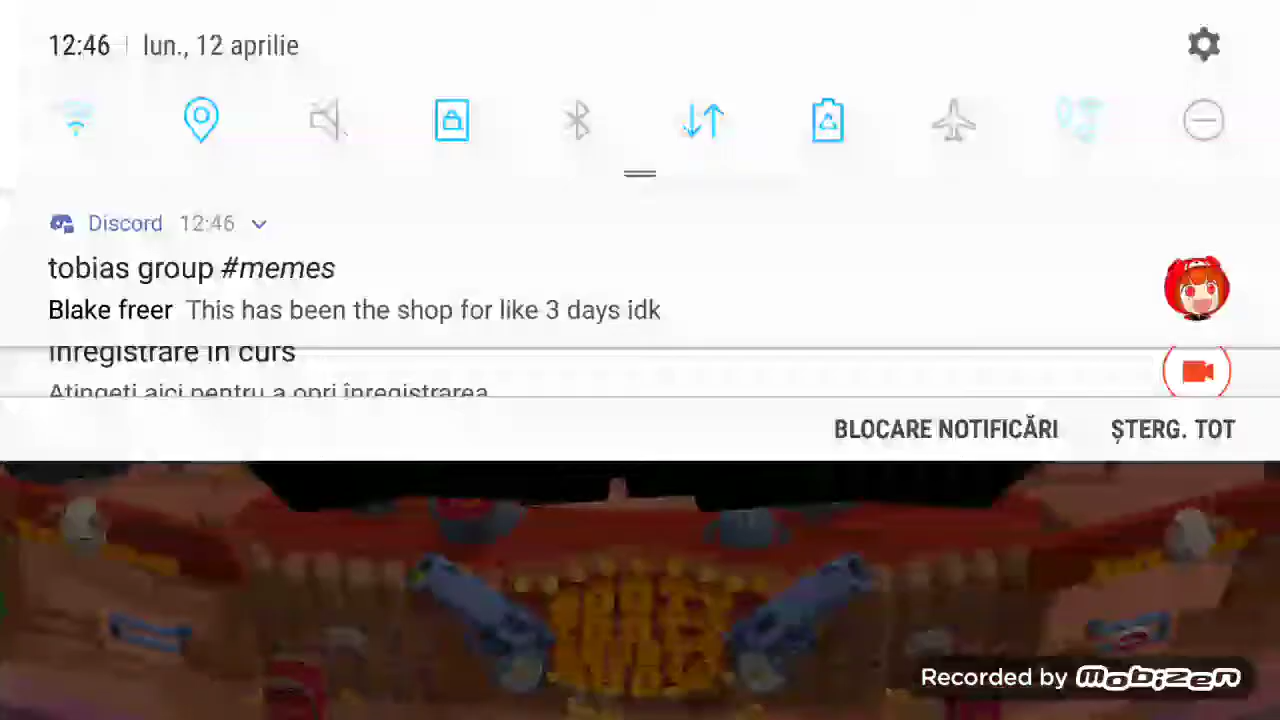 12:46 lun., 12 aprilie
Discord 12:46
tobias group #memes
Blake freer This has been the shop for like 3 days idk
Înregistrare în curs
Atingeți aici pentru a opri înregistrarea
BLOCARE NOTIFICĂRI ȘTERG. TOT
Recorded by mobizen